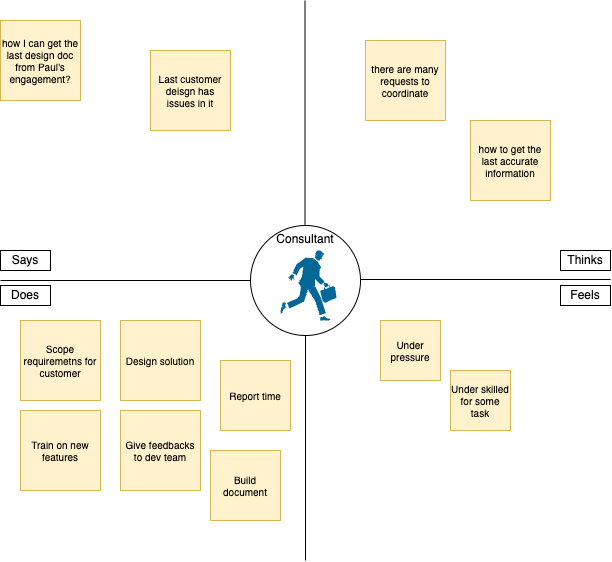 how I can get the
last design doc
from Paul's
engagement?
Last customer
deisgn has
issues in it
there are many
requests to
coordinate
how to get the
last accurate
information
Consultant
Says
Thinks
Does
Feels
Scope
requiremetns for
customer
Design solution
Report time
Train on new
features
Give feedbacks
to dev team
Build
document
Under
pressure
Under skilled
for some
task